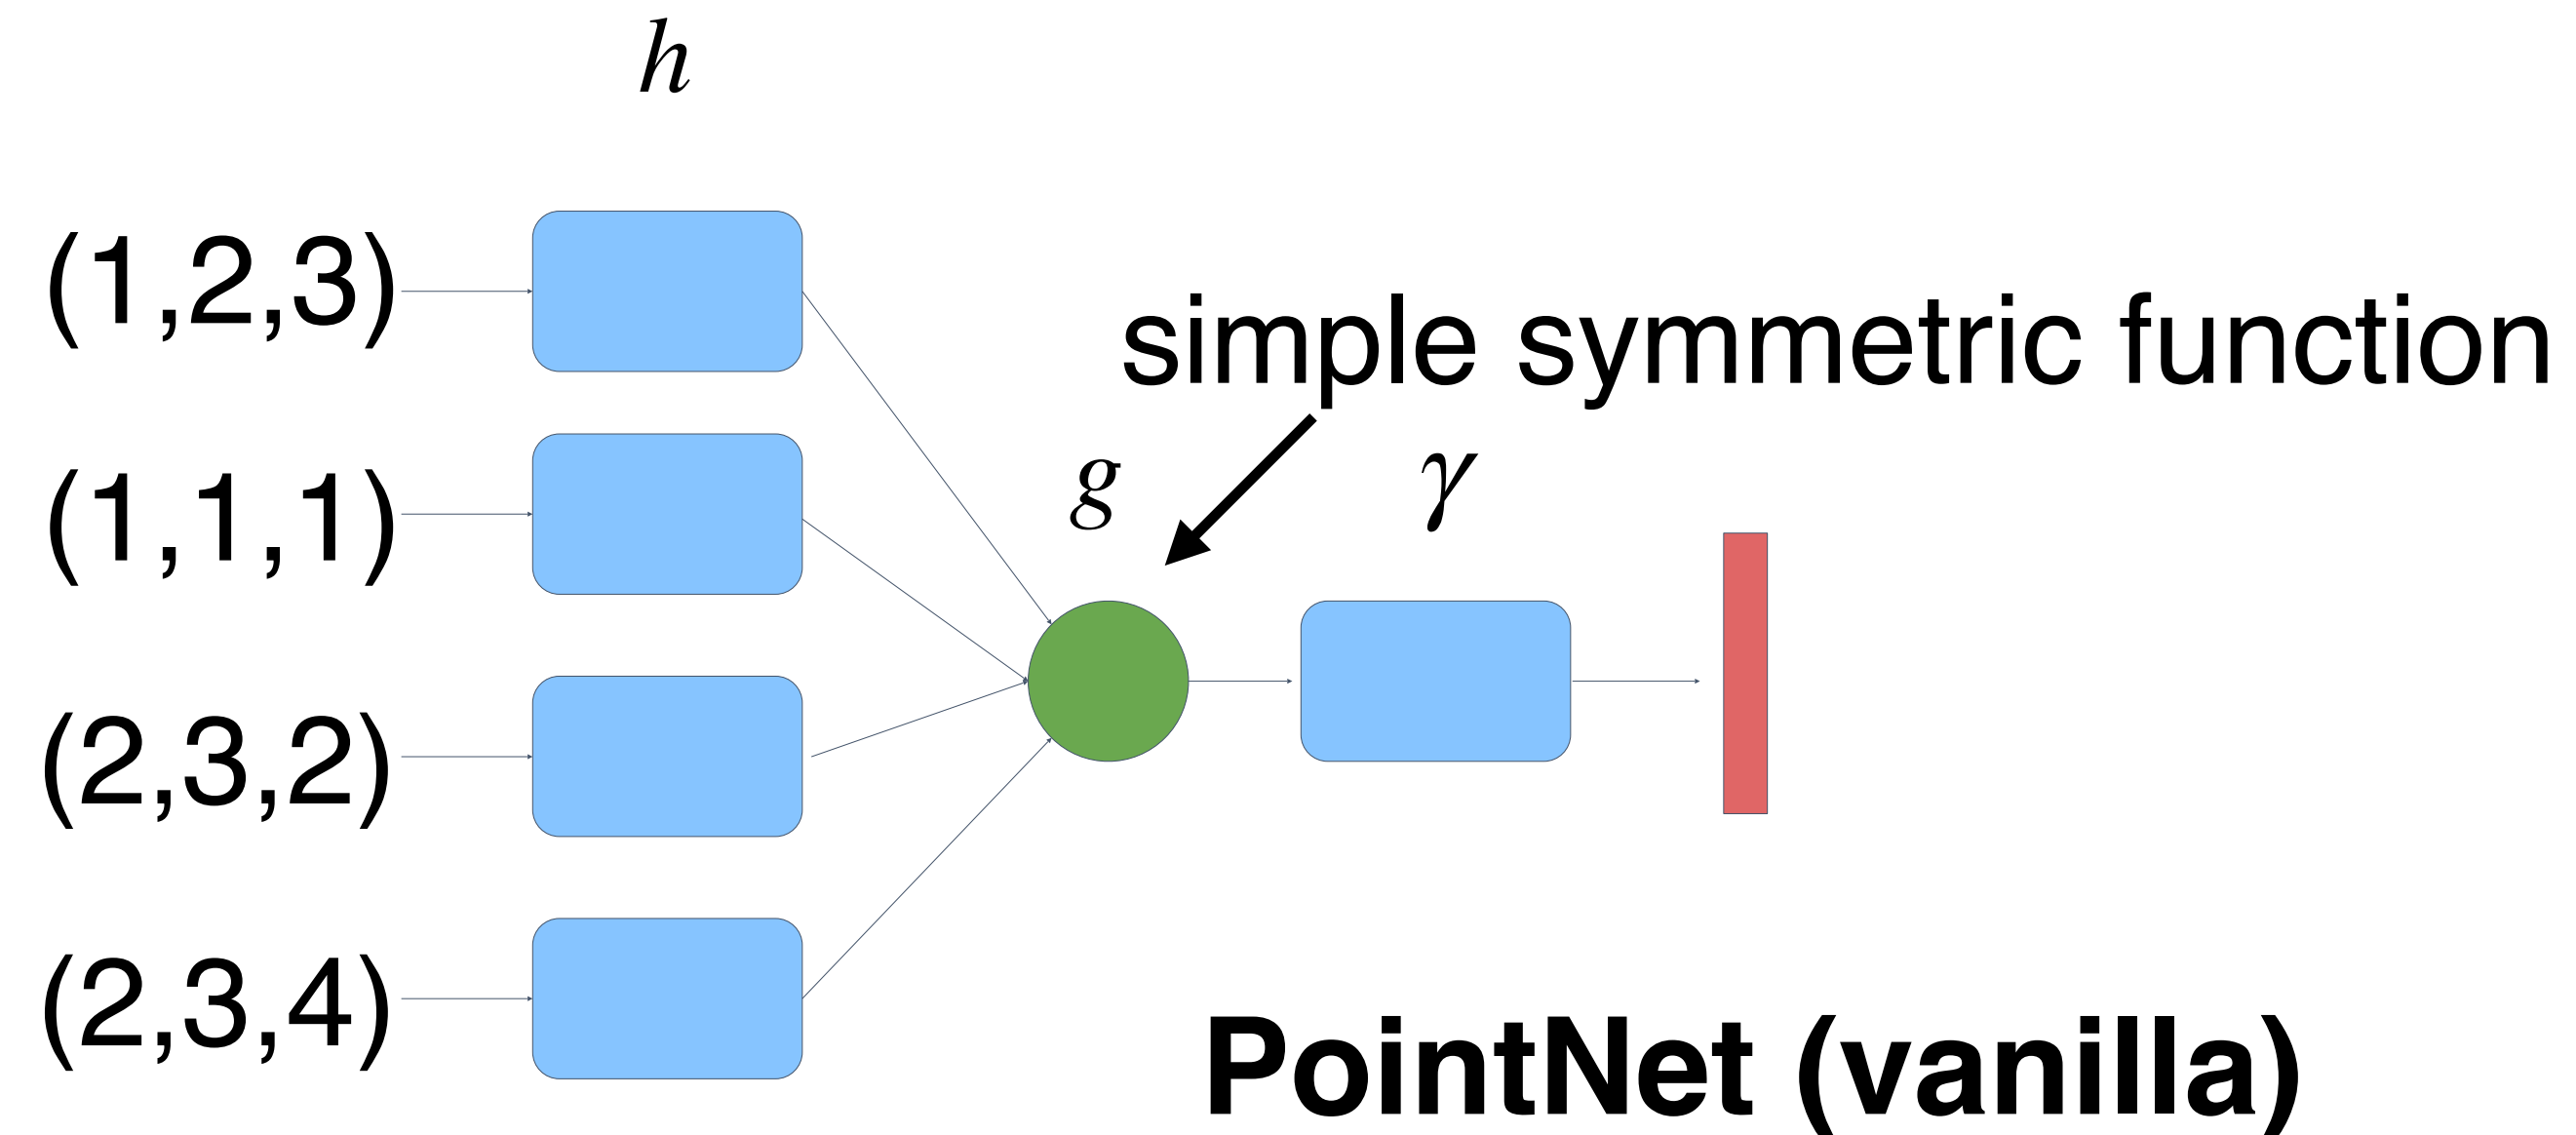 h
(1,2,3)
simple symmetric function
(1,1,1)
g
γ
(2,3,2)
(2,3,4)
PointNet (vanilla)